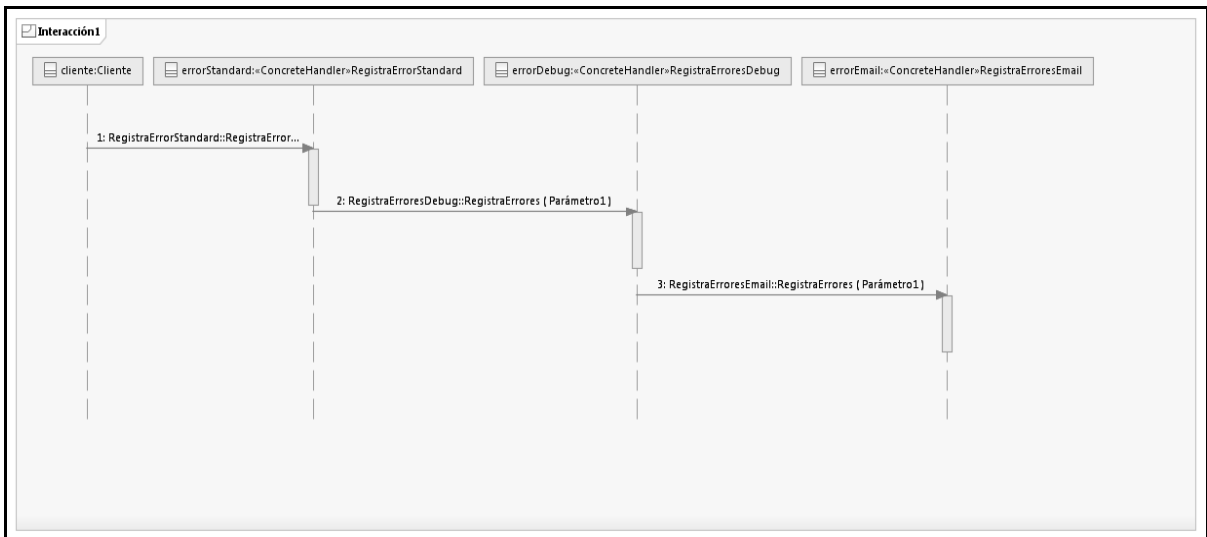 Interacción1
cliente:Cliente
errorStandard:«ConcreteHandler»RegistraErrorStandard
errorDebug:«ConcreteHandler»RegistraErroresDebug
errorEmail:«ConcreteHandler»RegistraErroresEmail
1: RegistraErrorStandard::RegistraError...
2: RegistraErroresDebug::RegistraErrores ( Parámetro1 )
3: RegistraErroresEmail::RegistraErrores ( Parámetro1 )